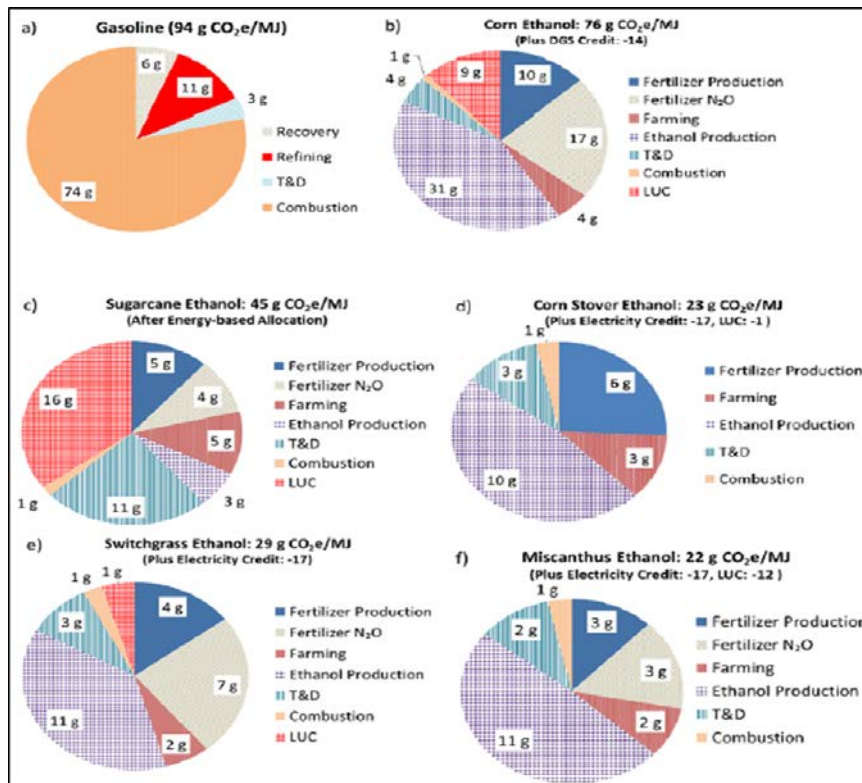 a)
Gasoline (94 g CO₂e/MJ)
6 g
11 g
3 g
74 g
Recovery
Refining
T&D
Combustion
b)
Corn Ethanol: 76 g CO₂e/MJ
(Plus DGS Credit: -14)
1 g
4 g
9 g
10 g
17 g
31 g
4 g
Fertilizer Production
Fertilizer N₂O
Farming
Ethanol Production
T&D
Combustion
LUC
c)
Sugarcane Ethanol: 45 g CO₂e/MJ
(After Energy-based Allocation)
5 g
16 g
4 g
5 g
1 g
11 g
3 g
Fertilizer Production
Fertilizer N₂O
Farming
Ethanol Production
T&D
Combustion
LUC
d)
Corn Stover Ethanol: 23 g CO₂e/MJ
(Plus Electricity Credit: -17, LUC: -1 )
1 g
3 g
6 g
10 g
3 g
Fertilizer Production
Farming
Ethanol Production
T&D
Combustion
e)
Switchgrass Ethanol: 29 g CO₂e/MJ
(Plus Electricity Credit: -17)
1 g
1 g
3 g
4 g
7 g
11 g
2 g
Fertilizer Production
Fertilizer N₂O
Farming
Ethanol Production
T&D
Combustion
LUC
f)
Miscanthus Ethanol: 22 g CO₂e/MJ
(Plus Electricity Credit: -17, LUC: -12 )
1 g
2 g
3 g
3 g
2 g
11 g
Fertilizer Production
Fertilizer N₂O
Farming
Ethanol Production
T&D
Combustion